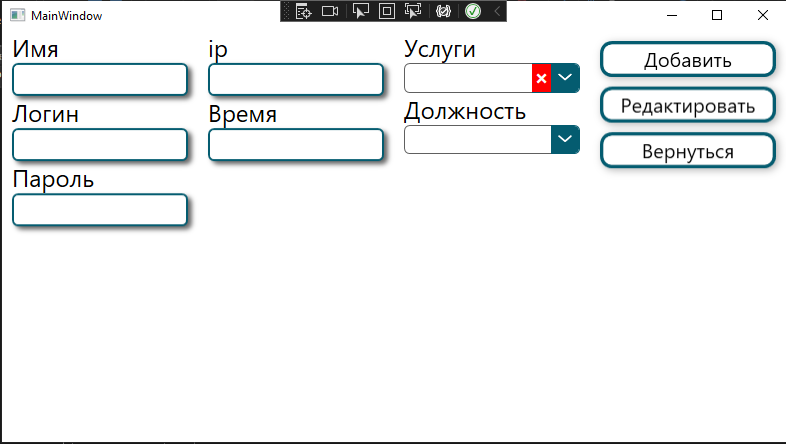 MainWindow
Имя
ip
Услуги
Добавить
Редактировать
Логин
Время
Должность
Вернуться
Пароль